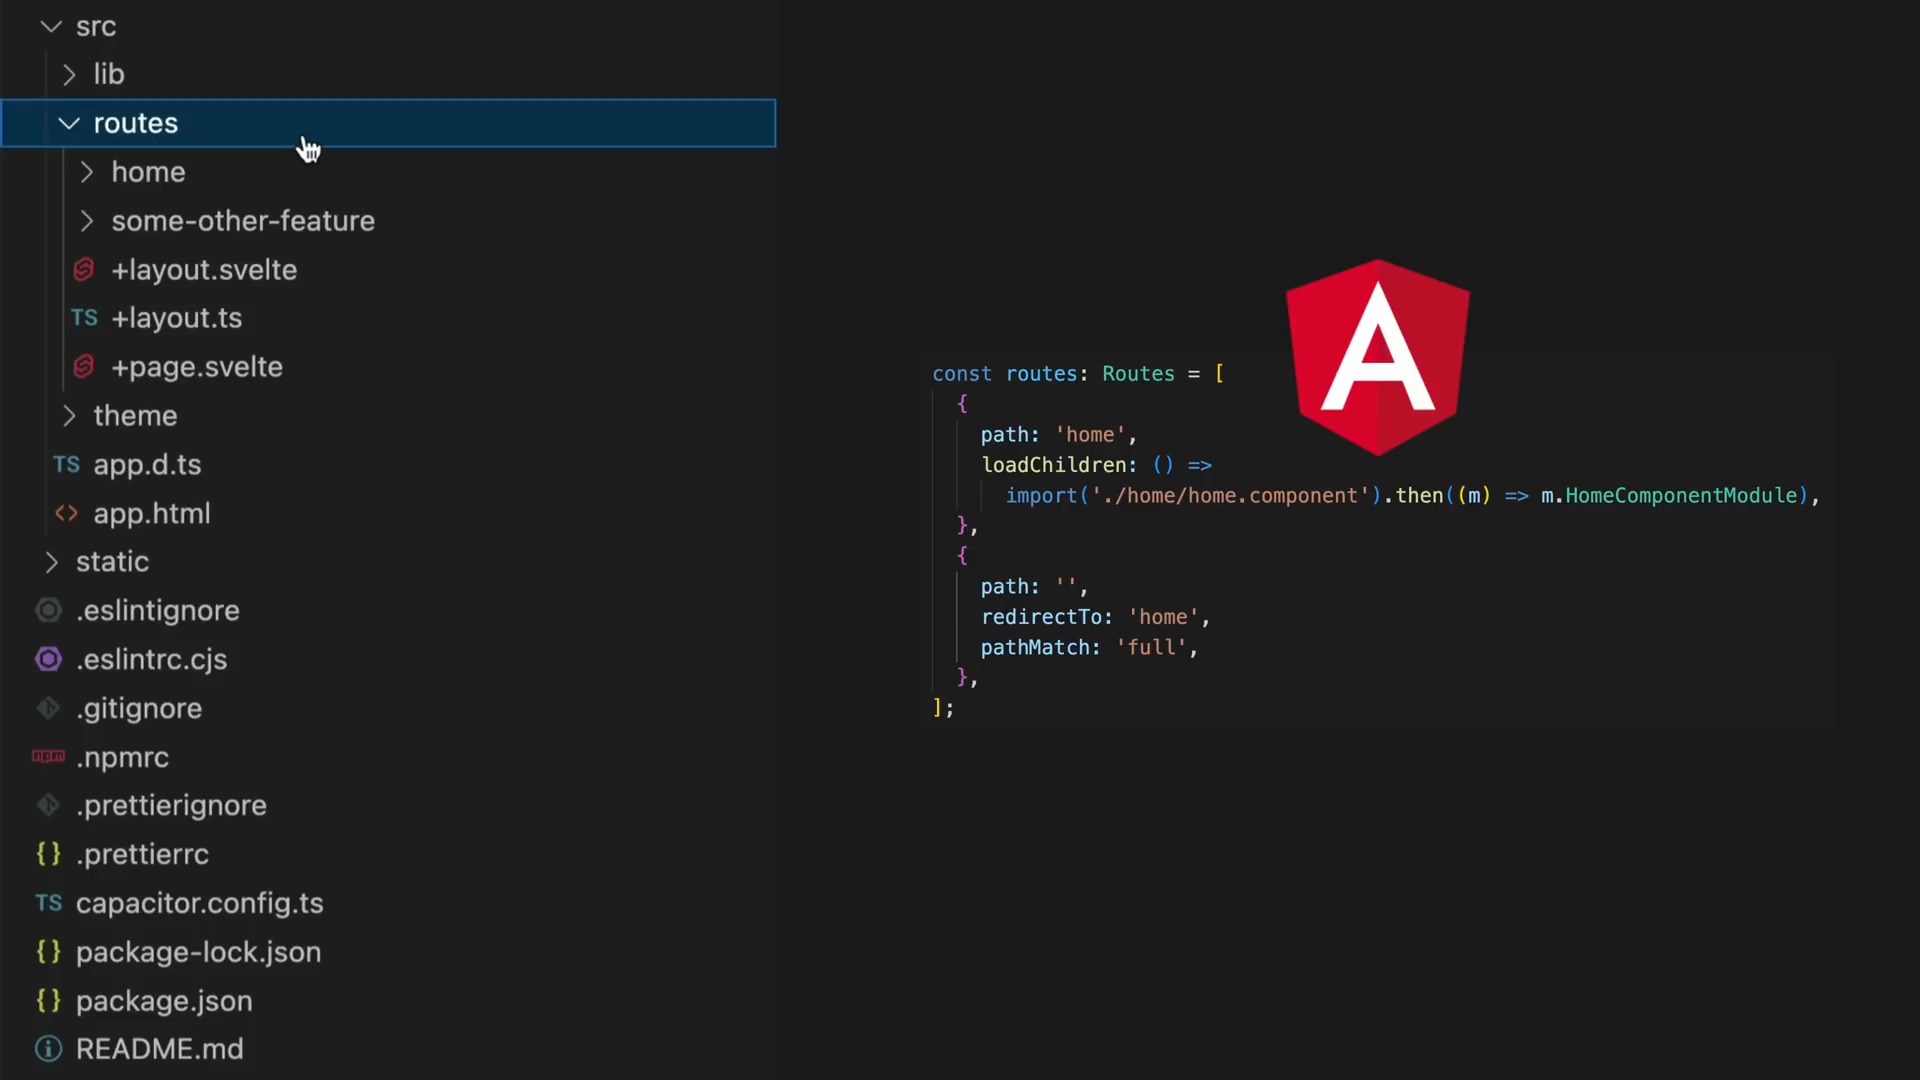 src
lib
routes
home
some-other-feature
+layout.svelte
TS +layout.ts
+page.svelte
theme
TS app.d.ts
<> app.html
static
.eslintignore
.eslintrc.cjs
.gitignore
npm .npmrc
.prettierignore
{} .prettierrc
TS capacitor.config.ts
{} package-lock.json
{} package.json
README.md
A
const routes: Routes = [
{
path: 'home',
loadChildren: () =>
import('./home/home.component').then((m) => m.HomeComponentModule),
},
{
path: '',
redirectTo: 'home',
pathMatch: 'full',
},
];